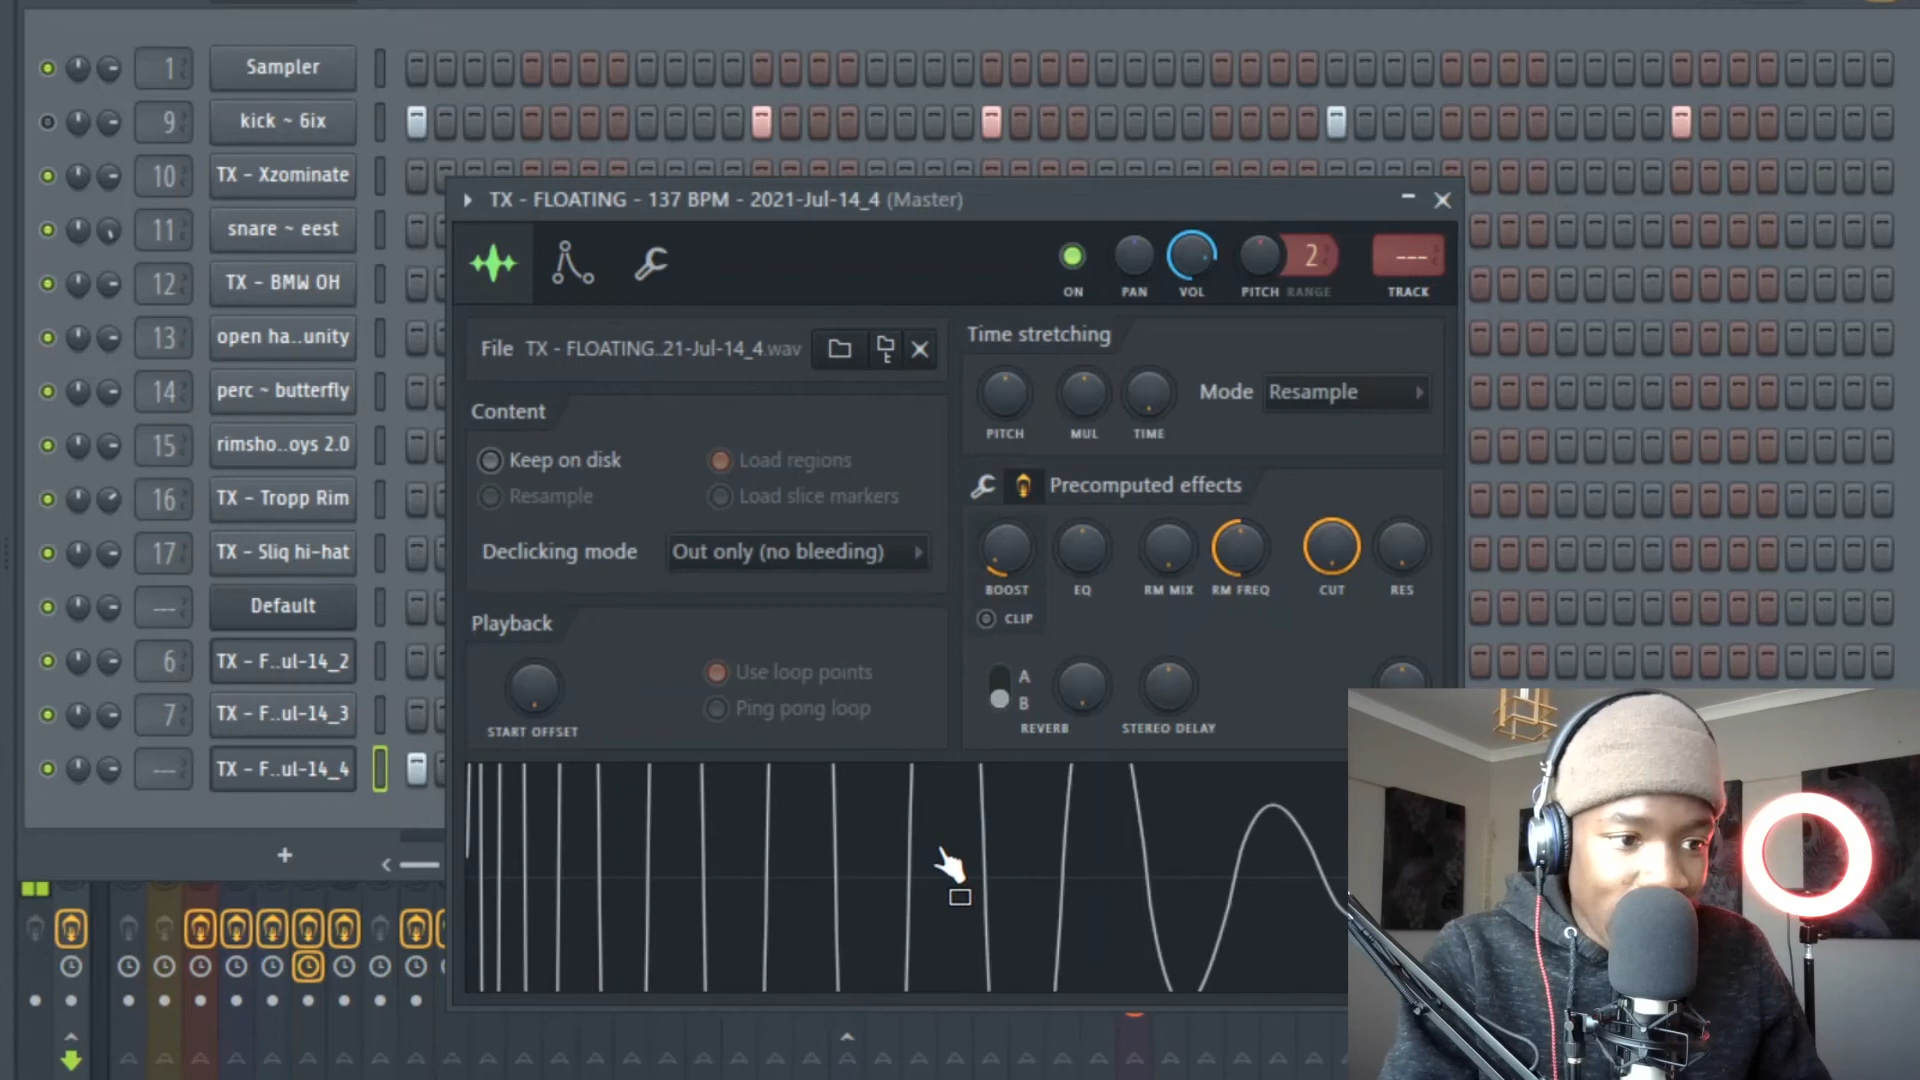 1 Sampler
9 kick ~ 6ix
10 TX - Xzominate
11 snare ~ eest
12 TX - BMW OH
13 open ha..unity
14 perc ~ butterfly
15 rimsho..oys 2.0
16 TX - Tropp Rim
17 TX - Sliq hi-hat
--- Default
6 TX - F..ul-14_2
7 TX - F..ul-14_3
--- TX - F..ul-14_4
TX - FLOATING - 137 BPM - 2021-Jul-14_4 (Master)
2 ---
ON PAN VOL PITCH RANGE TRACK
File TX - FLOATING..21-Jul-14_4.wav
Content
Keep on disk Load regions
Resample Load slice markers
Declicking mode Out only (no bleeding)
Playback
Use loop points
Ping pong loop
START OFFSET
Time stretching
PITCH MUL TIME Mode Resample
Precomputed effects
BOOST EQ RM MIX RM FREQ CUT RES
CLIP
A
B
REVERB STEREO DELAY